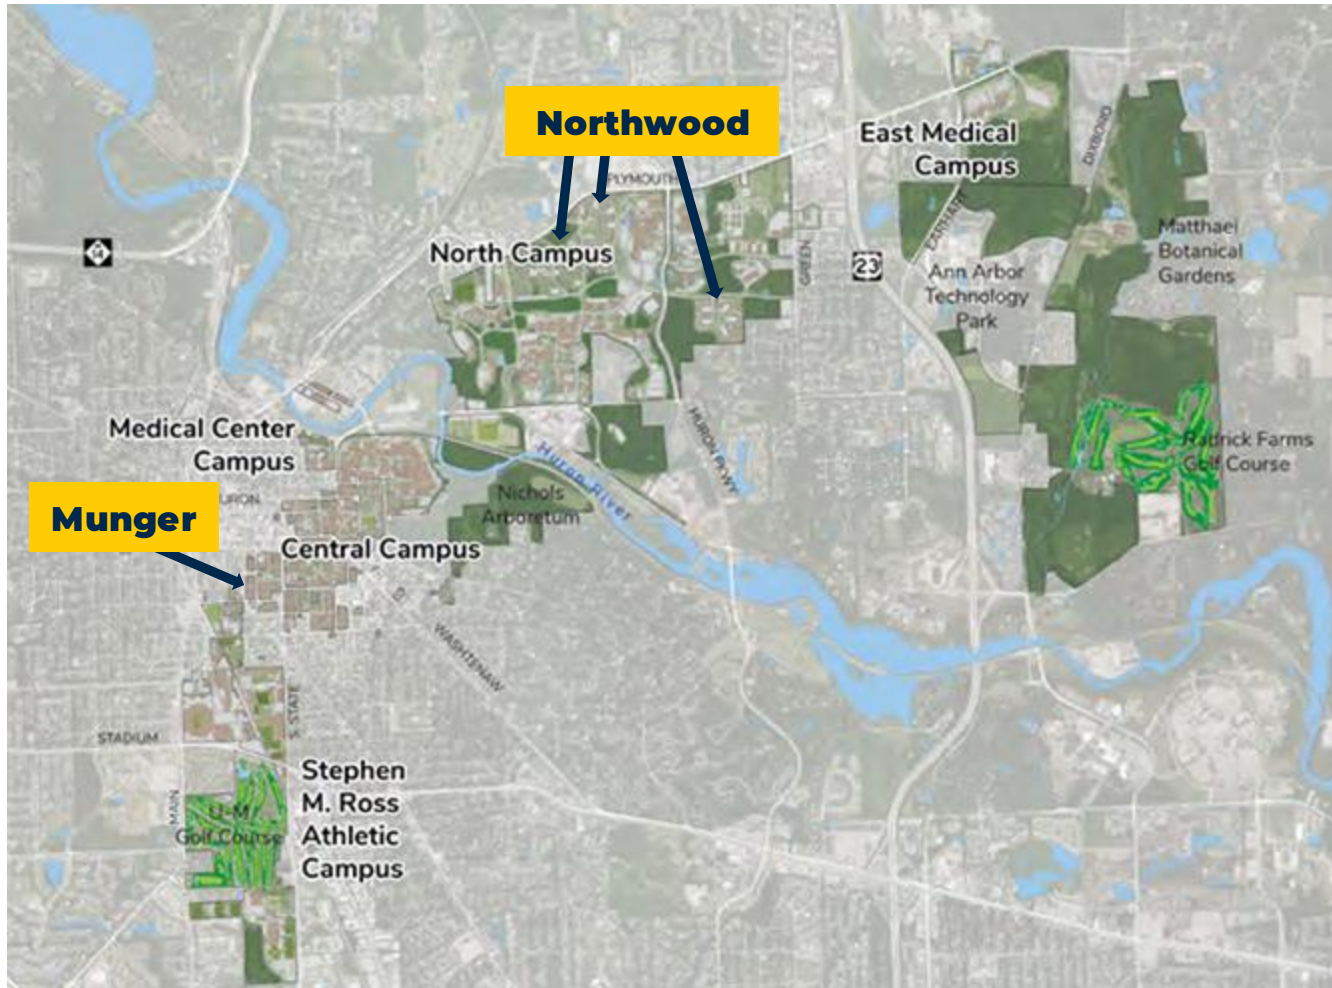 Northwood
East Medical
Campus
DIXBORO
PLYMOUTH
North Campus
EARHART
GREEN
23
Matthaei
Botanical
Gardens
Ann Arbor
Technology
Park
14
Medical Center
Campus
HURON PKWY
Radrick Farms
Golf Course
Huron River
Nichols
Arboretum
Munger
Central Campus
WASHTENAW
S. STATE
STADIUM
Stephen
M. Ross
Athletic
Campus
MAIN
U-M
Golf Course